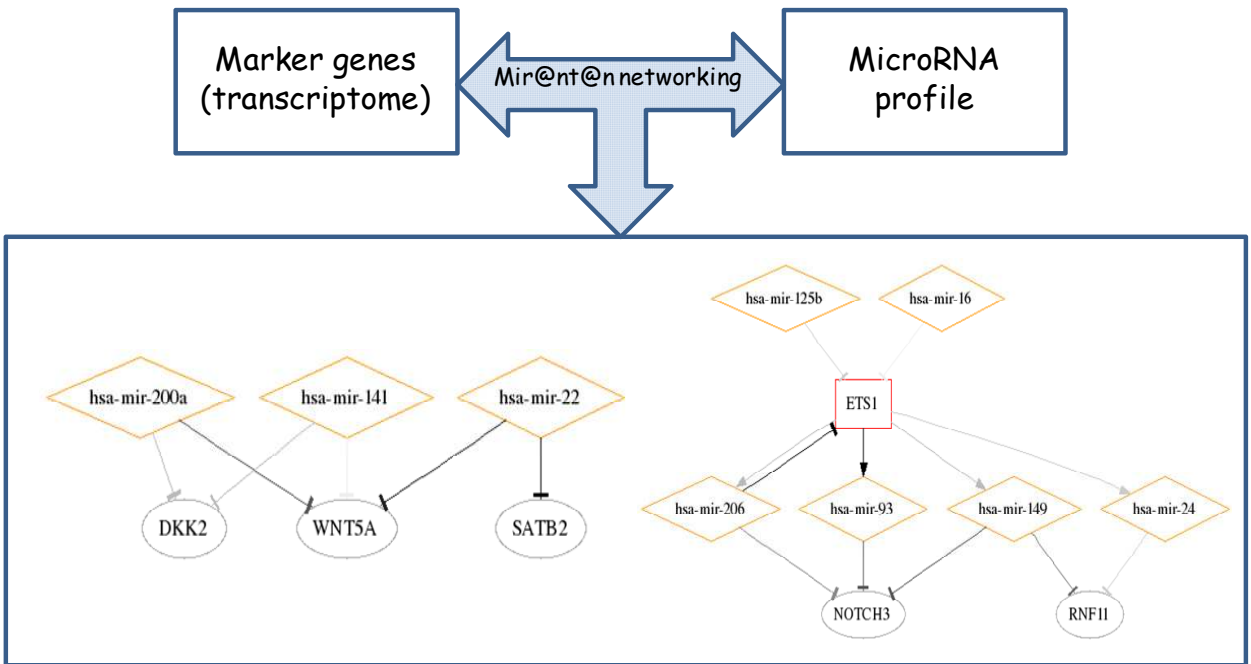 Marker genes
(transcriptome)
Mir@nt@n networking
MicroRNA
profile
hsa-mir-125b
hsa-mir-16
hsa-mir-200a
hsa-mir-141
hsa-mir-22
ETS1
DKK2
WNT5A
SATB2
hsa-mir-206
hsa-mir-93
hsa-mir-149
hsa-mir-24
NOTCH3
RNF11